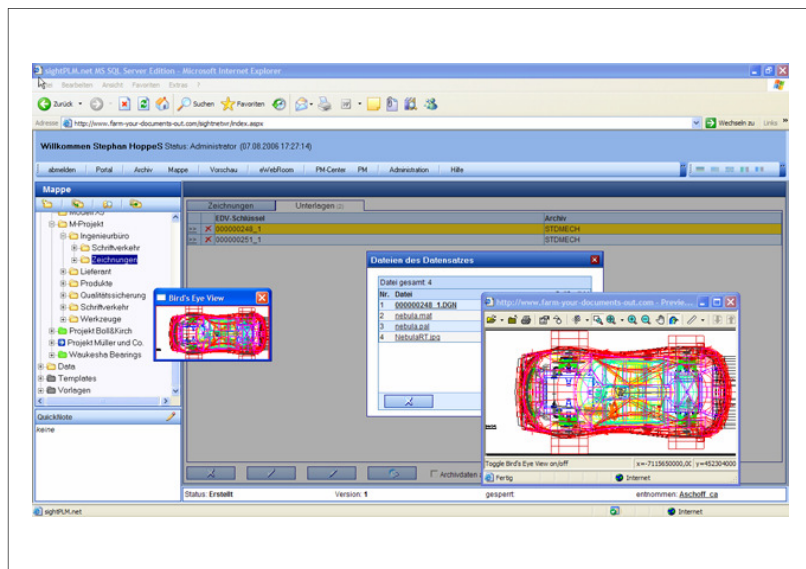 sightPLM.net MS SQL Server Edition - Microsoft Internet Explorer
Bearbeiten Ansicht Favoriten Extras ?
Zurück Suchen Favoriten
Adresse http://www.farm-your-documents-out.com/sightnetwr/index.aspx Wechseln zu Links »
Willkommen Stephan HoppeS Status: Administrator (07.08.2006 17:27:14)
abmelden Portal Archiv Mappe Vorschau eWebRoom PM-Center PM Administration Hilfe
Mappe
Zeichnungen Unterlagen (2)
EDV-Schlüssel Archiv
000000248_1 STDMECH
000000251_1 STDMECH
M-Projekt
Ingenieurbüro
Schriftverkehr
Zeichnungen
Lieferant
Produkte
Qualitätssicherung
Schriftverkehr
Werkzeuge
Projekt Boll&Kirch
Projekt Müller und Co.
Waukesha Bearings
Data
Templates
Vorlagen
QuickNote
Keine
Bird's Eye View
Dateien des Datensatzes
Datei gesamt: 4
Nr. Datei
1 000000248_1.DGN
2 nebula.mat
3 nebula.pal
4 NebulaRT.jpg
http://www.farm-your-documents-out.com - Previe...
Toggle Bird's Eye View on/off x=-7115650000,0( y=452304000
Fertig Internet
Archivdaten
Status: Erstellt Version: 1 gesperrt: entnommen: Aschoff_ca
sightPLM.net Internet